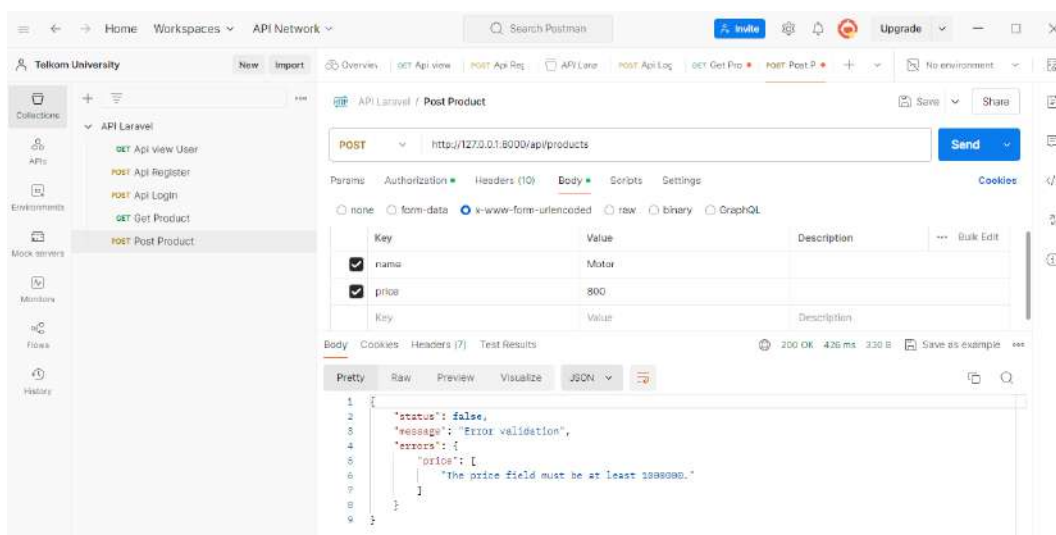 Home Workspaces API Network Search Postman Invite Upgrade
Telkom University New Import Overviev GET Api view POST Api Reg API Lara POST Api Log GET Get Pro POST Post P No environment
API Laravel / Post Product Save Share
Collections
API Laravel
GET Api view User
POST Api Register
POST Api Login
GET Get Product
POST Post Product
APIs
Environments
Mock servers
Monitors
Flows
History
POST http://127.0.0.1:8000/api/products Send
Params Authorization Headers (10) Body Scripts Settings Cookies
none form-data x-www-form-urlencoded raw binary GraphQL
Key Value Description Bulk Edit
name Motor
price 800
Key Value Description
Body Cookies Headers (7) Test Results 200 OK 426 ms 330 B Save as example
Pretty Raw Preview Visualize JSON
1 {
2 "status": false,
3 "message": "Error validation",
4 "errors": {
5 "price": [
6 "The price field must be at least 1000000."
7 ]
8 }
9 }